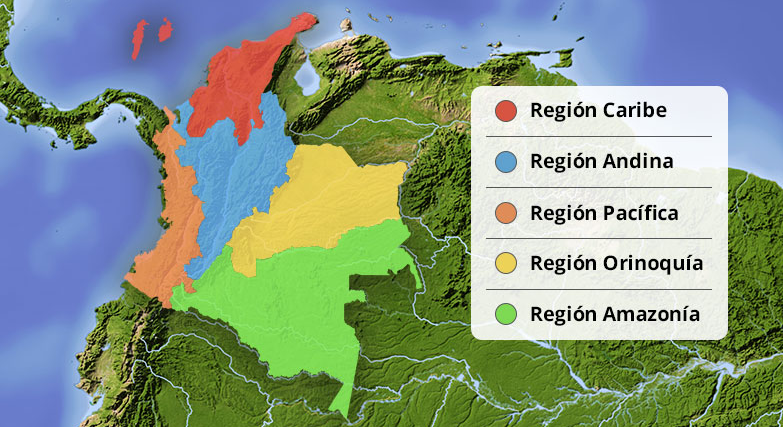 Región Caribe
Región Andina
Región Pacífica
Región Orinoquía
Región Amazonía